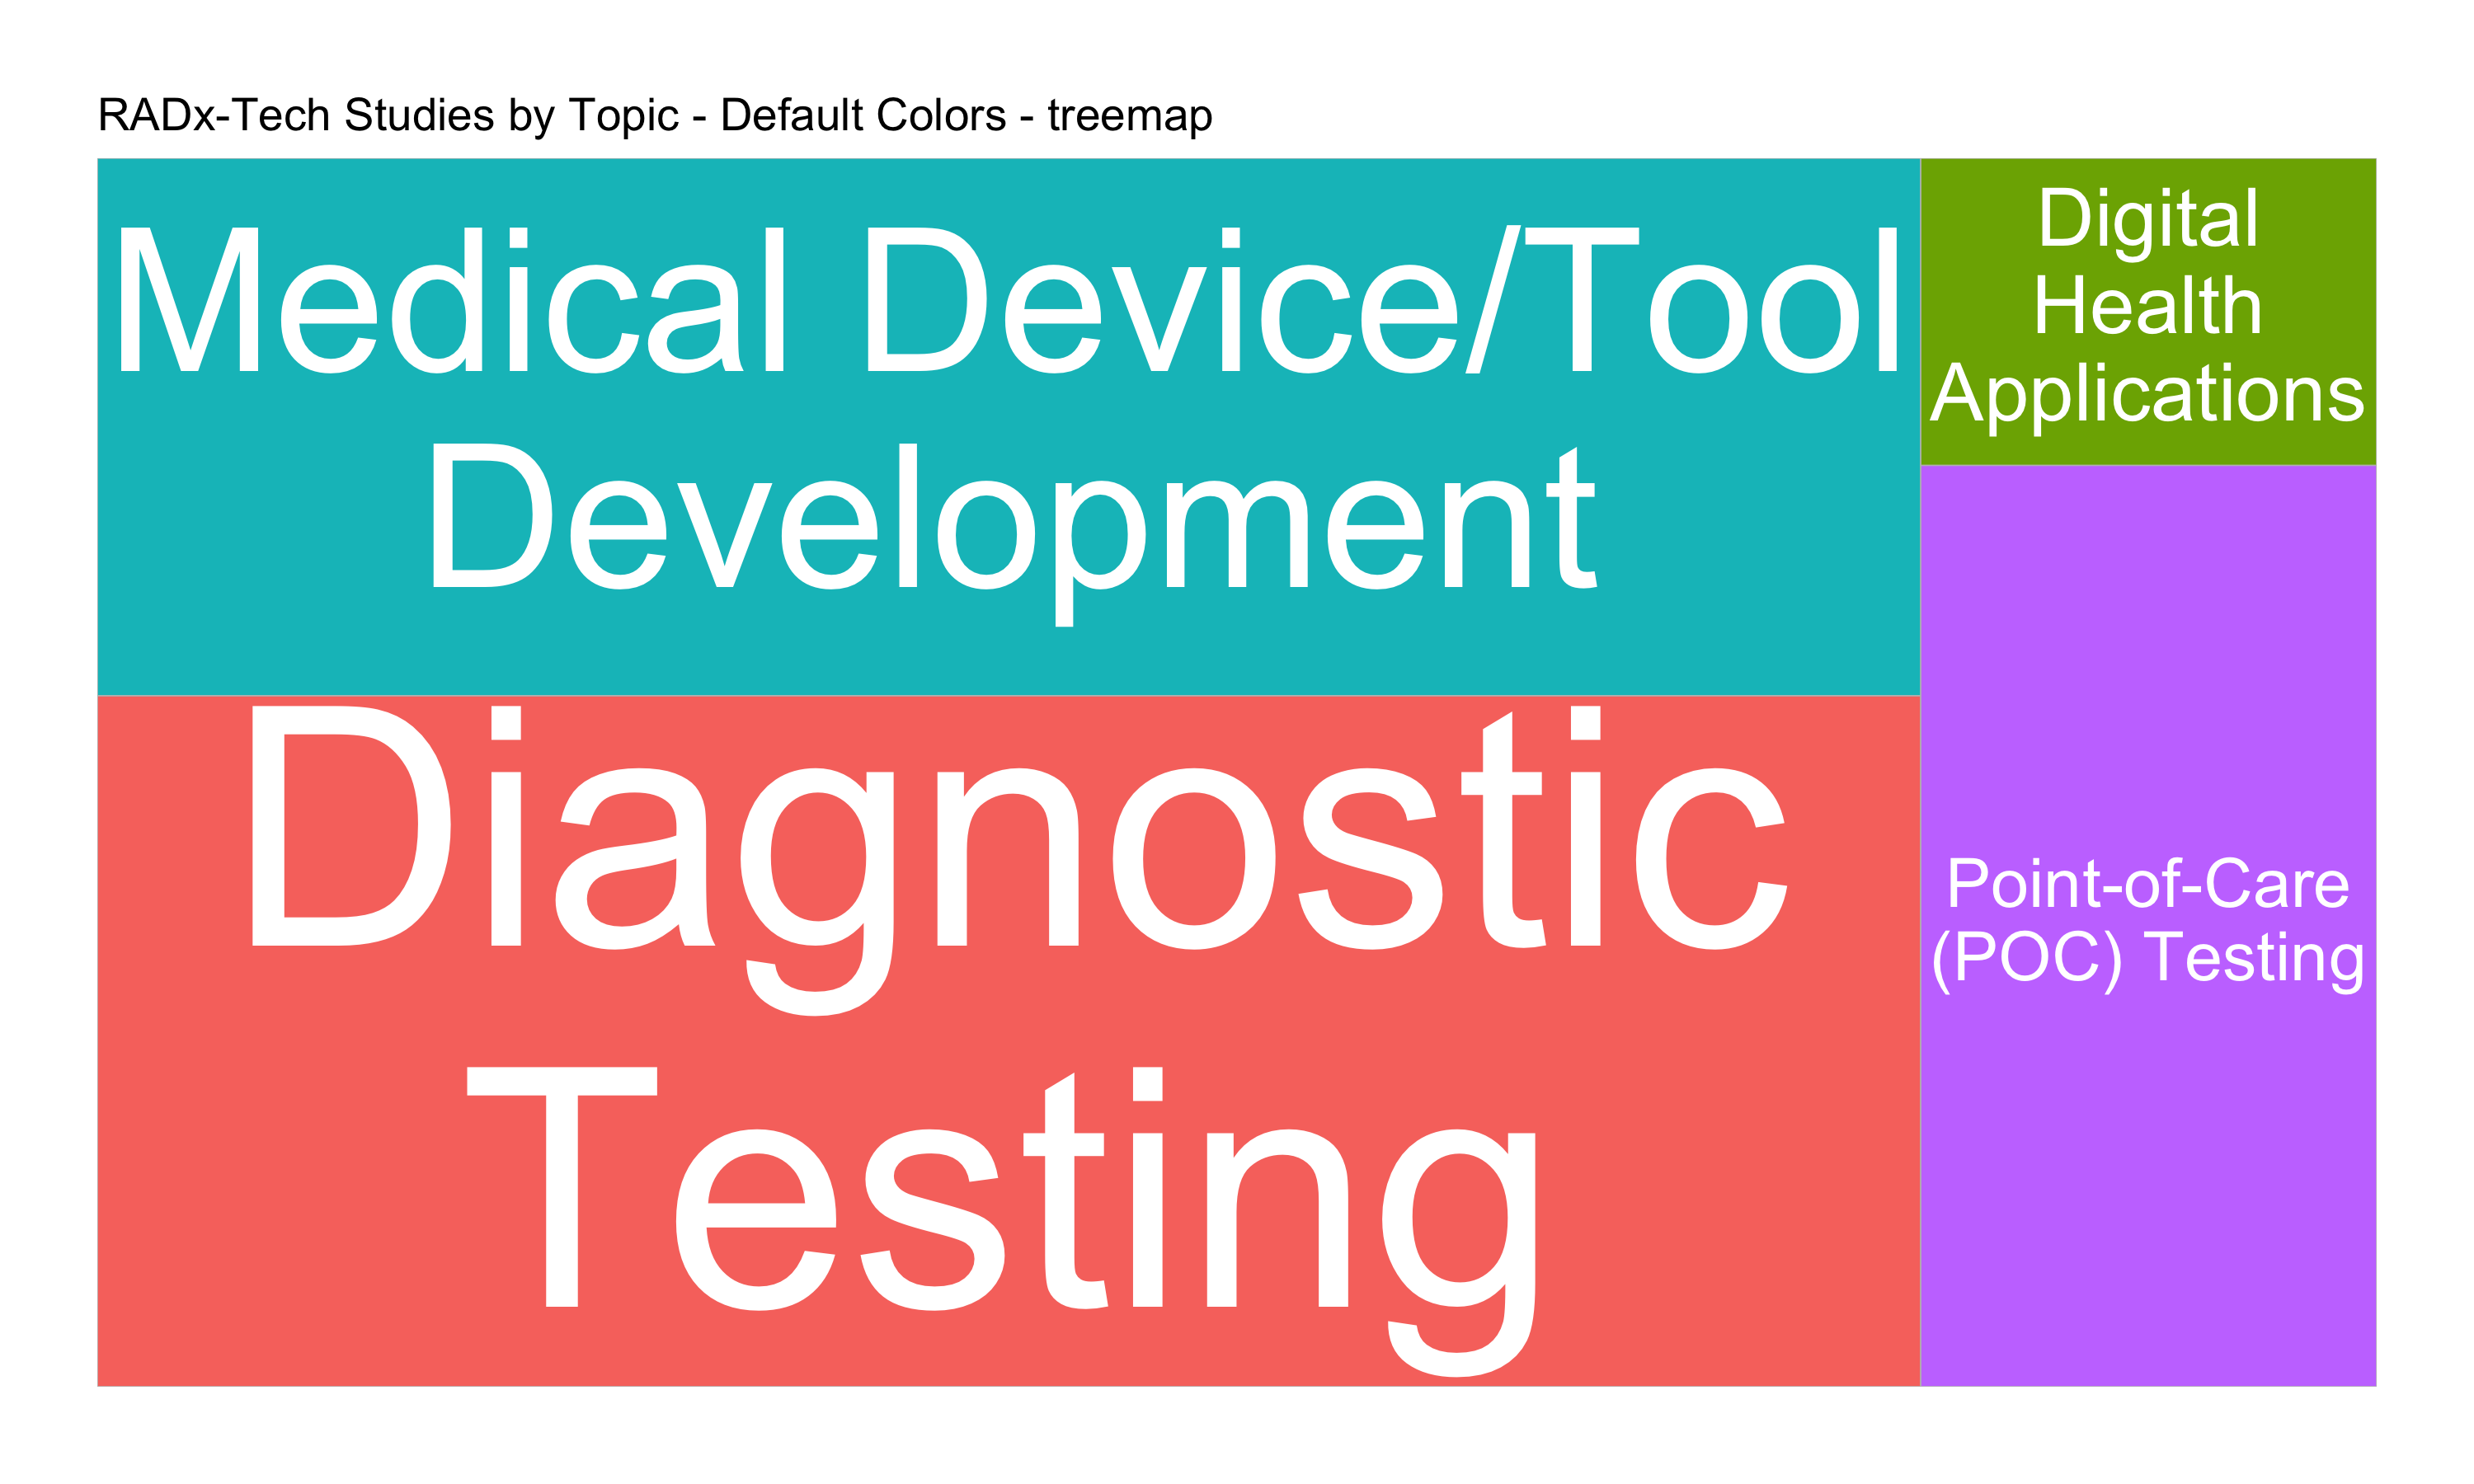 RADx-Tech Studies by Topic - Default Colors - treemap
Medical Device/Tool
Development
Digital
Health
Applications
Diagnostic
Testing
Point-of-Care
(POC) Testing